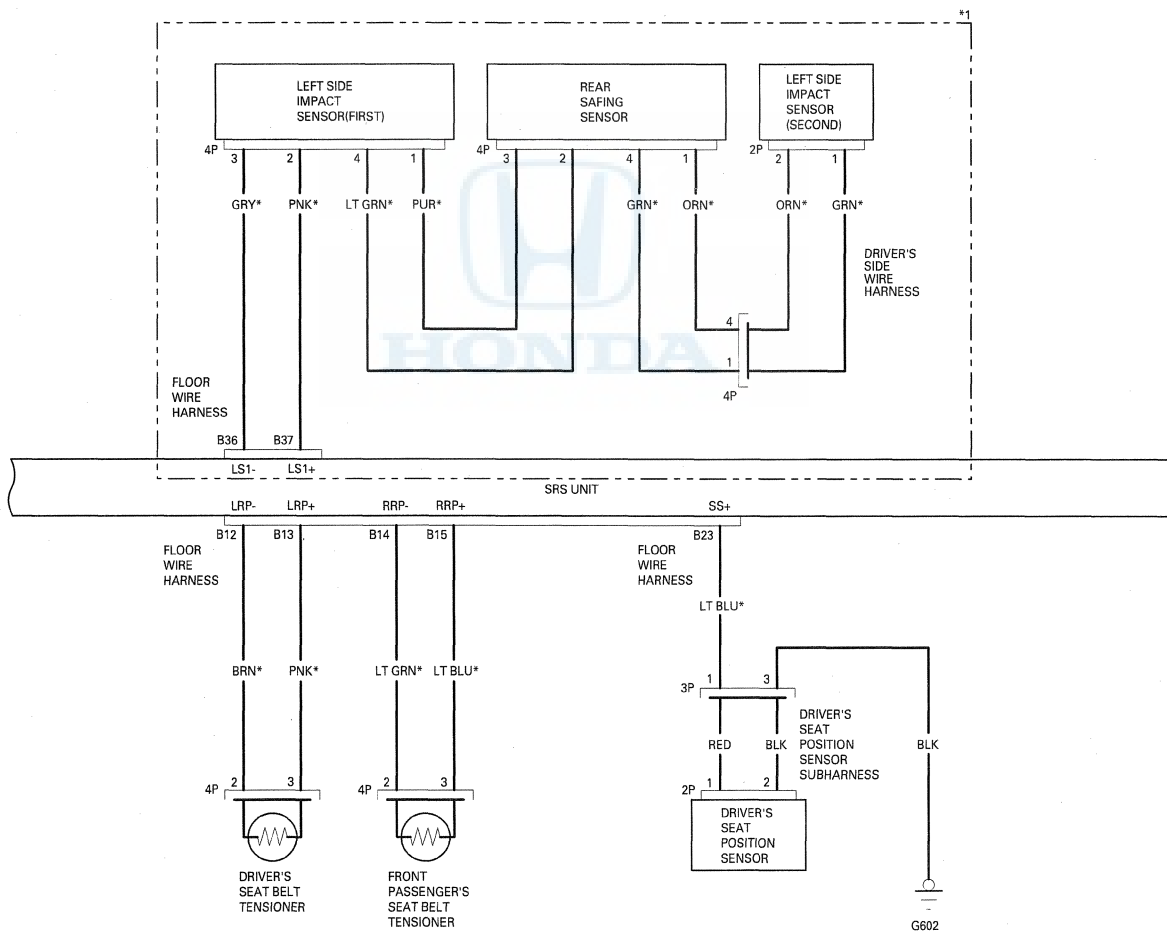 *1
LEFT SIDE
IMPACT
SENSOR(FIRST)
REAR
SAFING
SENSOR
LEFT SIDE
IMPACT
SENSOR
(SECOND)
4P
3
2
4
1
4P
3
2
4
1
2P
2
1
GRY*
PNK*
LT GRN*
PUR*
GRN*
ORN*
ORN*
GRN*
DRIVER'S
SIDE
WIRE
HARNESS
HONDA
4
1
4P
FLOOR
WIRE
HARNESS
B36
B37
LS1-
LS1+
SRS UNIT
LRP-
LRP+
RRP-
RRP+
SS+
B12
B13
B14
B15
B23
FLOOR
WIRE
HARNESS
FLOOR
WIRE
HARNESS
LT BLU*
BRN*
PNK*
LT GRN*
LT BLU*
3P
1
3
DRIVER'S
SEAT
POSITION
SENSOR
SUBHARNESS
RED
BLK
BLK
4P
2
3
4P
2
3
2P
1
2
DRIVER'S
SEAT
POSITION
SENSOR
DRIVER'S
SEAT BELT
TENSIONER
FRONT
PASSENGER'S
SEAT BELT
TENSIONER
G602